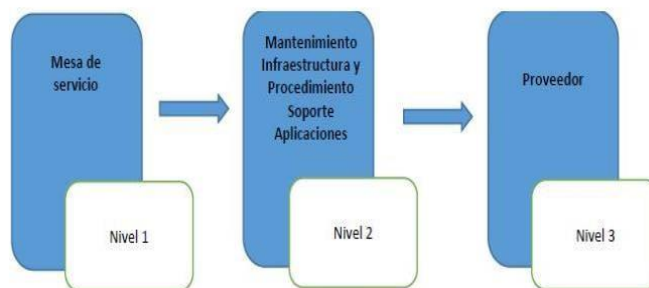 Mesa de
servicio
Nivel 1
Mantenimiento
Infraestructura y
Procedimiento
Soporte
Aplicaciones
Nivel 2
Proveedor
Nivel 3